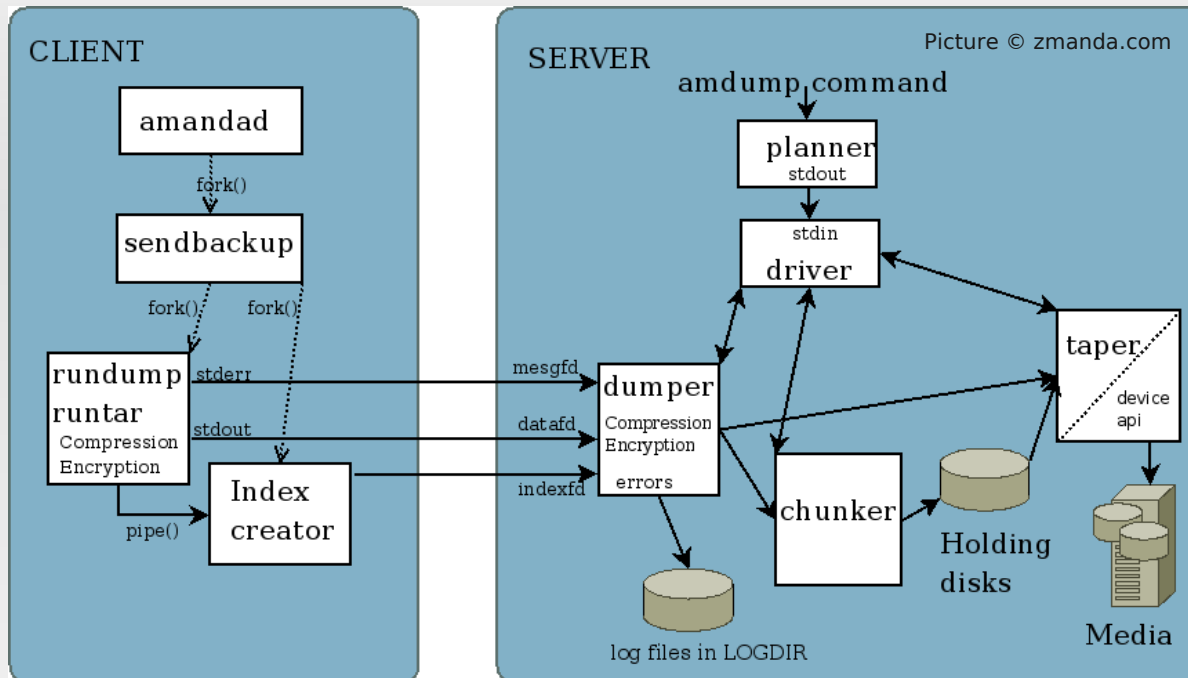 CLIENT
amandad
fork()
sendbackup
fork()
fork()
rundump
runtar
Compression
Encryption
stderr
stdout
pipe()
Index
creator
Picture © zmanda.com
SERVER
amdump command
planner
stdout
stdin
driver
mesgfd
datafd
indexfd
dumper
Compression
Encryption
errors
chunker
taper
device
api
Holding
disks
Media
log files in LOGDIR